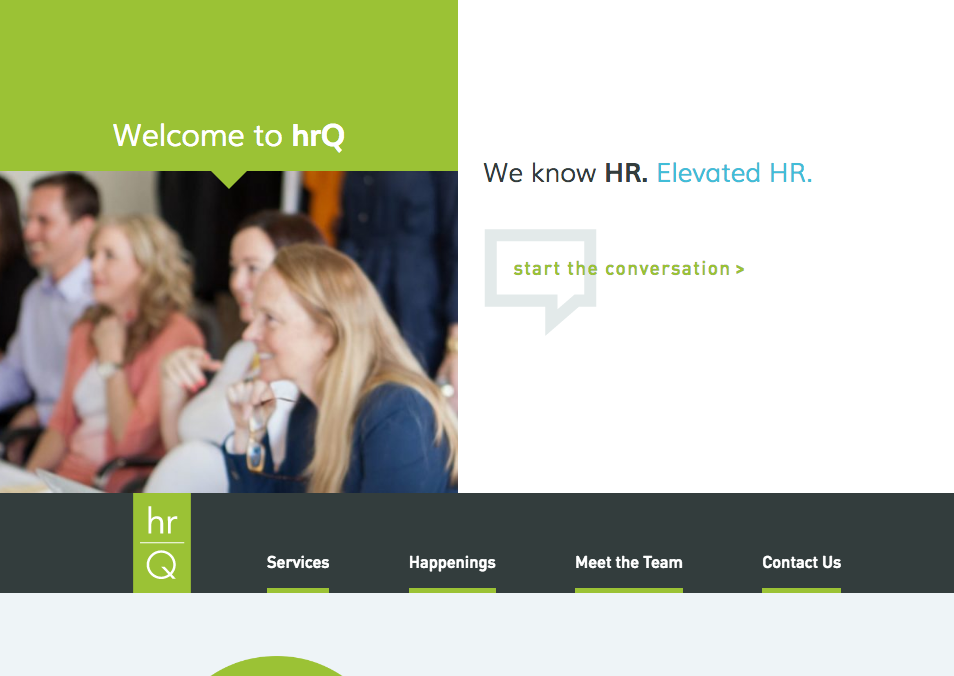 Welcome to hrQ
We know HR. Elevated HR.
start the conversation >
hr
Q
Services
Happenings
Meet the Team
Contact Us